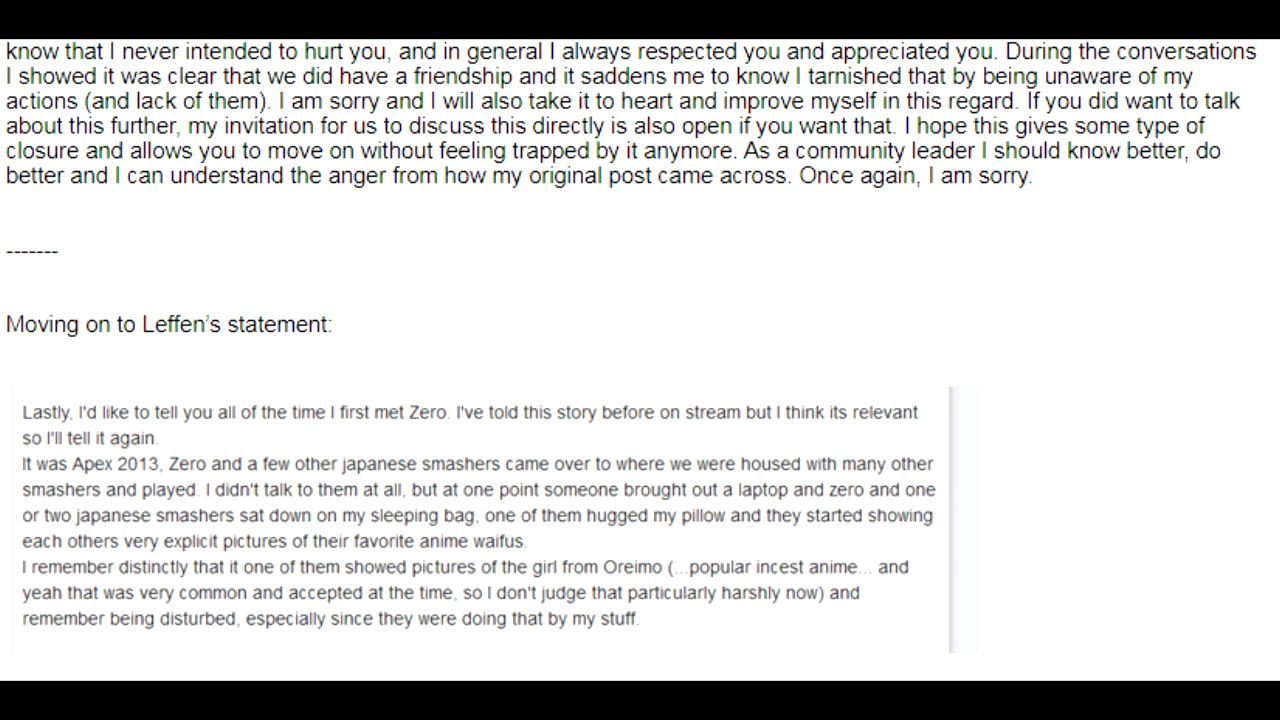 know that I never intended to hurt you, and in general I always respected you and appreciated you. During the conversations
I showed it was clear that we did have a friendship and it saddens me to know I tarnished that by being unaware of my
actions (and lack of them). I am sorry and I will also take it to heart and improve myself in this regard. If you did want to talk
about this further, my invitation for us to discuss this directly is also open if you want that. I hope this gives some type of
closure and allows you to move on without feeling trapped by it anymore. As a community leader I should know better, do
better and I can understand the anger from how my original post came across. Once again, I am sorry.
-------
Moving on to Leffen's statement:
Lastly, I'd like to tell you all of the time I first met Zero. I've told this story before on stream but I think its relevant
so I'll tell it again.
It was Apex 2013, Zero and a few other japanese smashers came over to where we were housed with many other
smashers and played. I didn't talk to them at all, but at one point someone brought out a laptop and zero and one
or two japanese smashers sat down on my sleeping bag, one of them hugged my pillow and they started showing
each others very explicit pictures of their favorite anime waifus.
I remember distinctly that it one of them showed pictures of the girl from Oreimo (...popular incest anime... and
yeah that was very common and accepted at the time, so I don't judge that particularly harshly now) and
remember being disturbed, especially since they were doing that by my stuff.